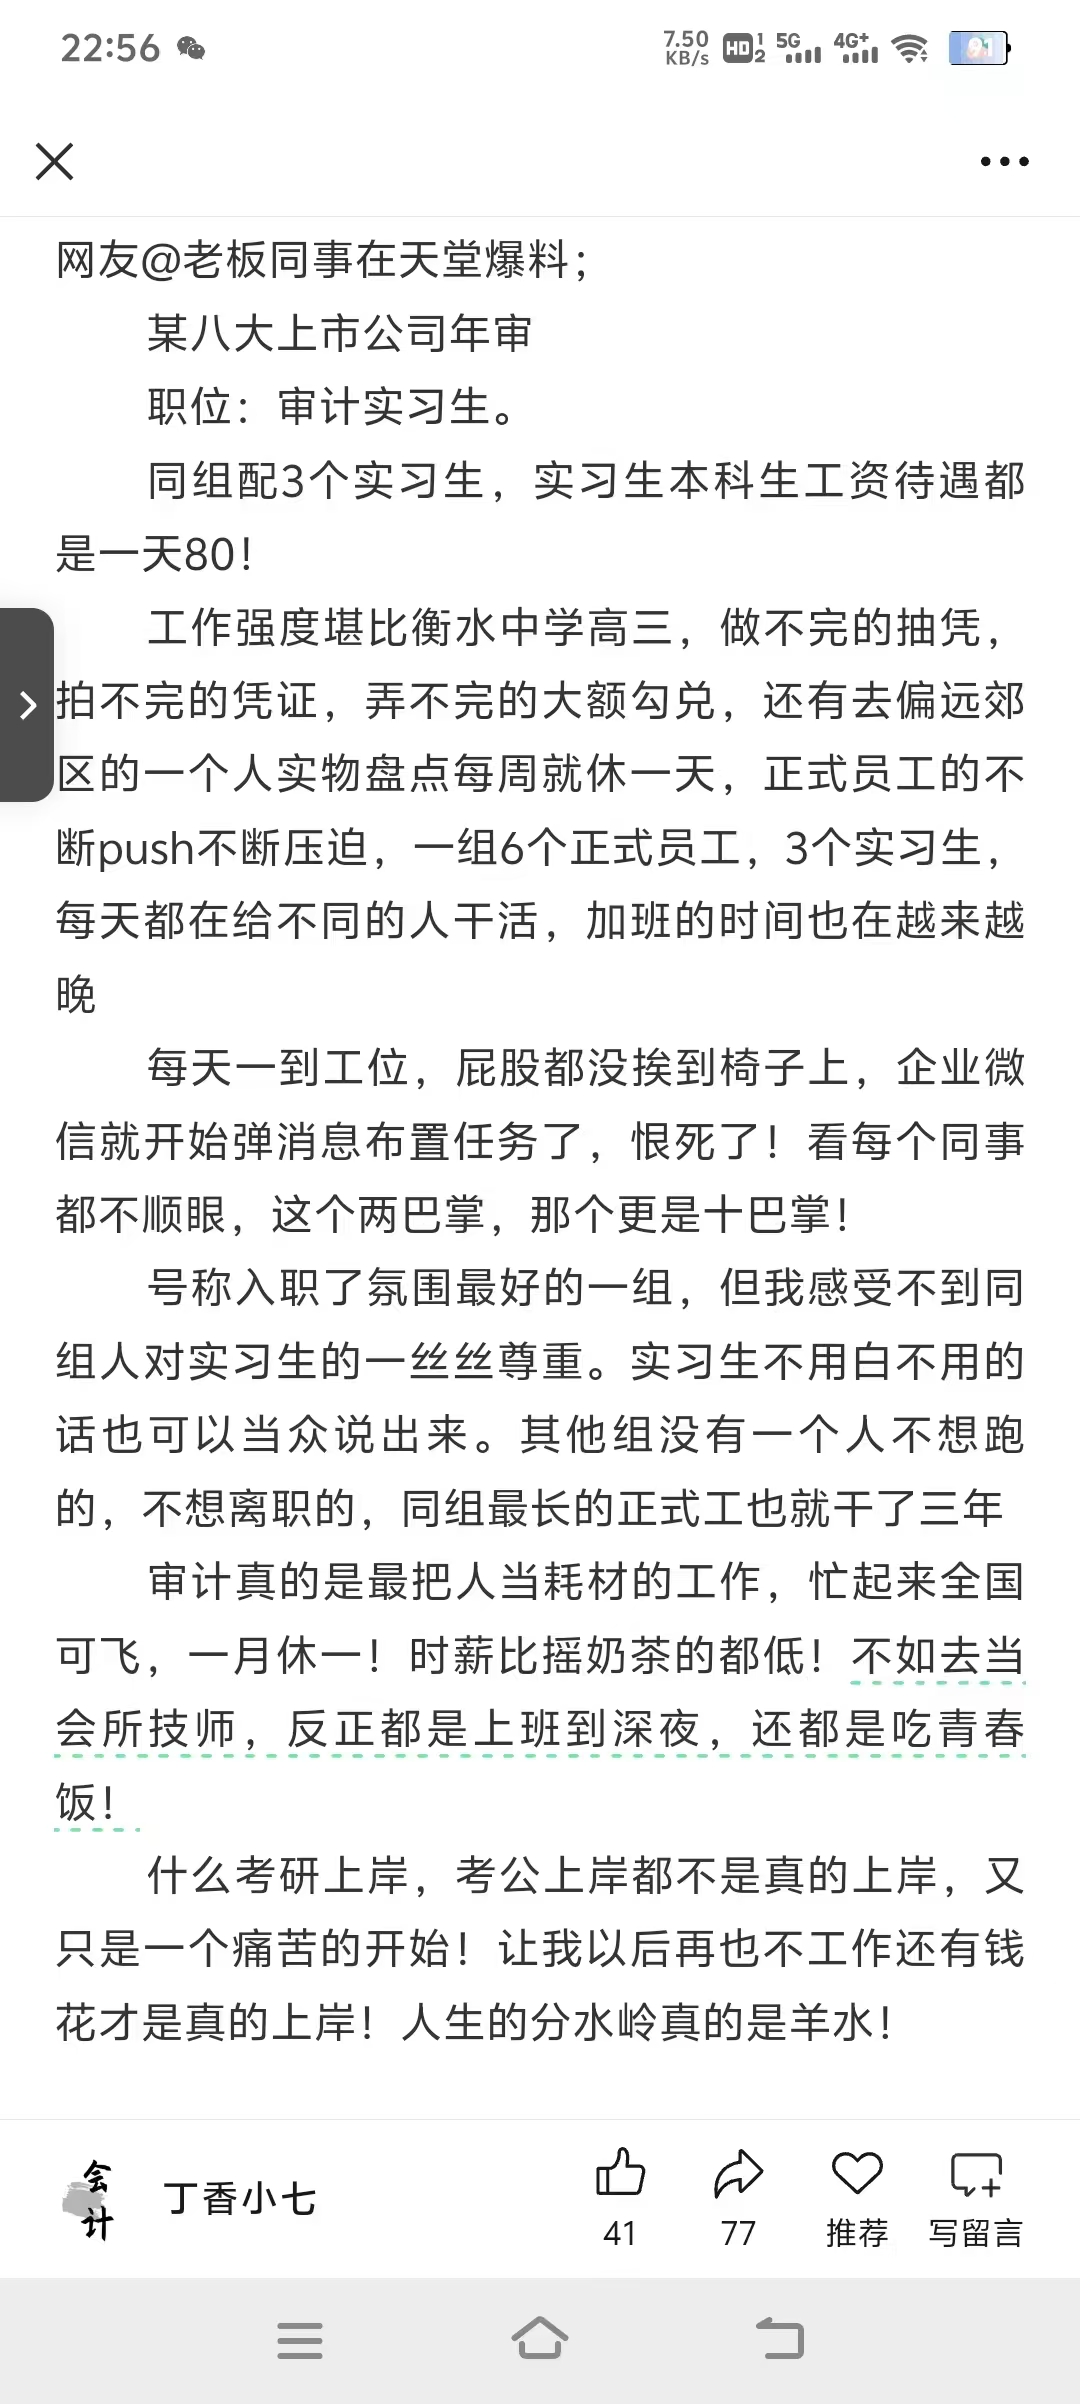 22:56
7.50 KB/s HD 1 2 5G 4G+ 91
网友@老板同事在天堂爆料；
某八大上市公司年审
职位：审计实习生。
同组配3个实习生，实习生本科生工资待遇都
是一天80！
工作强度堪比衡水中学高三，做不完的抽凭，
拍不完的凭证，弄不完的大额勾兑，还有去偏远郊
区的一个人实物盘点每周就休一天，正式员工的不
断push不断压迫，一组6个正式员工，3个实习生，
每天都在给不同的人干活，加班的时间也在越来越
晚
每天一到工位，屁股都没挨到椅子上，企业微
信就开始弹消息布置任务了，恨死了！看每个同事
都不顺眼，这个两巴掌，那个更是十巴掌！
号称入职了氛围最好的一组，但我感受不到同
组人对实习生的一丝丝尊重。实习生不用白不用的
话也可以当众说出来。其他组没有一个人不想跑
的，不想离职的，同组最长的正式工也就干了三年
审计真的是最把人当耗材的工作，忙起来全国
可飞，一月休一！时薪比摇奶茶的都低！不如去当
会所技师，反正都是上班到深夜，还都是吃青春
饭！
什么考研上岸，考公上岸都不是真的上岸，又
只是一个痛苦的开始！让我以后再也不工作还有钱
花才是真的上岸！人生的分水岭真的是羊水！
会计
丁香小七
41 77 推荐 写留言